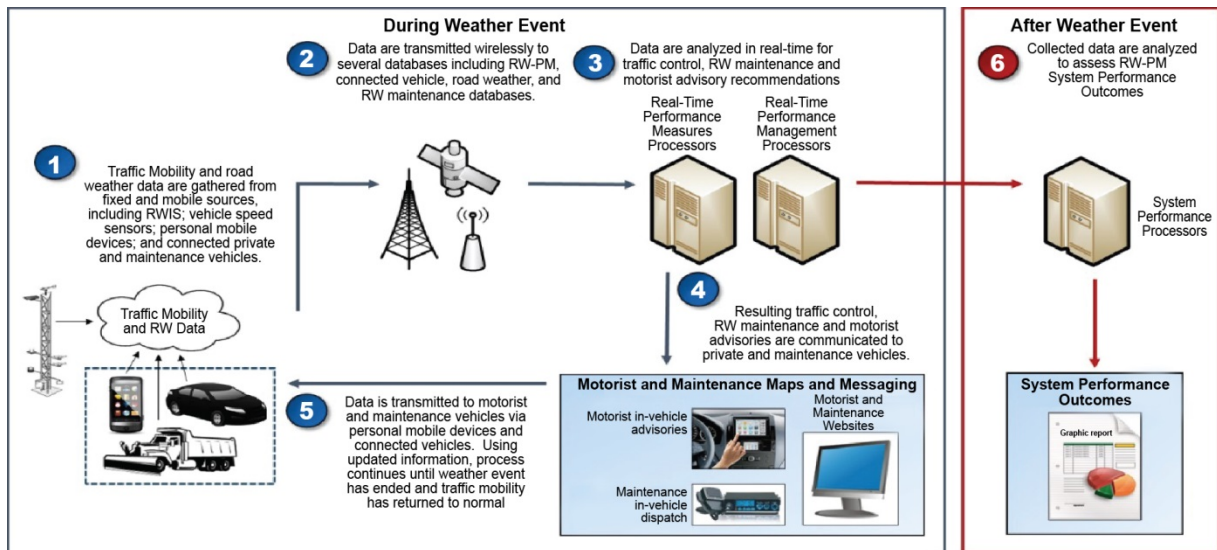 During Weather Event
1
Traffic Mobility and road
weather data are gathered from
fixed and mobile sources,
including RWIS; vehicle speed
sensors; personal mobile
devices; and connected private
and maintenance vehicles.
Traffic Mobility
and RW Data
2
Data are transmitted wirelessly to
several databases including RW-PM,
connected vehicle, road weather, and
RW maintenance databases.
3
Data are analyzed in real-time for
traffic control, RW maintenance and
motorist advisory recommendations
Real-Time
Performance
Measures
Processors
Real-Time
Performance
Management
Processors
4
Resulting traffic control,
RW maintenance and motorist
advisories are communicated to
private and maintenance vehicles.
Motorist and Maintenance Maps and Messaging
Motorist in-vehicle
advisories
Motorist and
Maintenance
Websites
Maintenance
in-vehicle
dispatch
5
Data is transmitted to motorist
and maintenance vehicles via
personal mobile devices and
connected vehicles. Using
updated information, process
continues until weather event
has ended and traffic mobility
has returned to normal
After Weather Event
6
Collected data are analyzed
to assess RW-PM
System Performance
Outcomes
System
Performance
Processors
System Performance
Outcomes
Graphic report